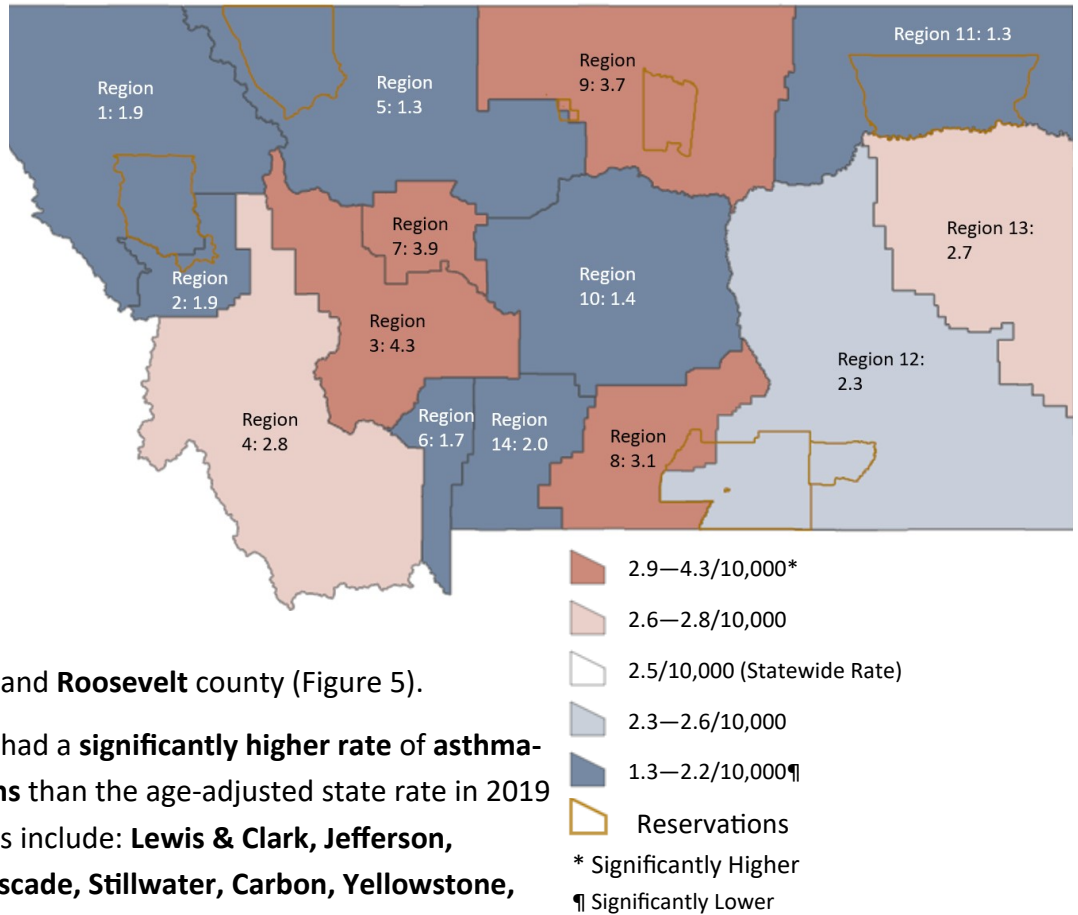 Region 11: 1.3
Region
9: 3.7
Region
1: 1.9
Region
5: 1.3
Region 13:
2.7
Region
7: 3.9
Region
2: 1.9
Region
10: 1.4
Region
3: 4.3
Region 12:
2.3
Region
4: 2.8
Region
6: 1.7
Region
14: 2.0
Region
8: 3.1
2.9—4.3/10,000*
2.6—2.8/10,000
2.5/10,000 (Statewide Rate)
2.3—2.6/10,000
1.3—2.2/10,000¶
Reservations
* Significantly Higher
¶ Significantly Lower
and Roosevelt county (Figure 5).
had a significantly higher rate of asthma-
ns than the age-adjusted state rate in 2019
s include: Lewis & Clark, Jefferson,
scade, Stillwater, Carbon, Yellowstone,